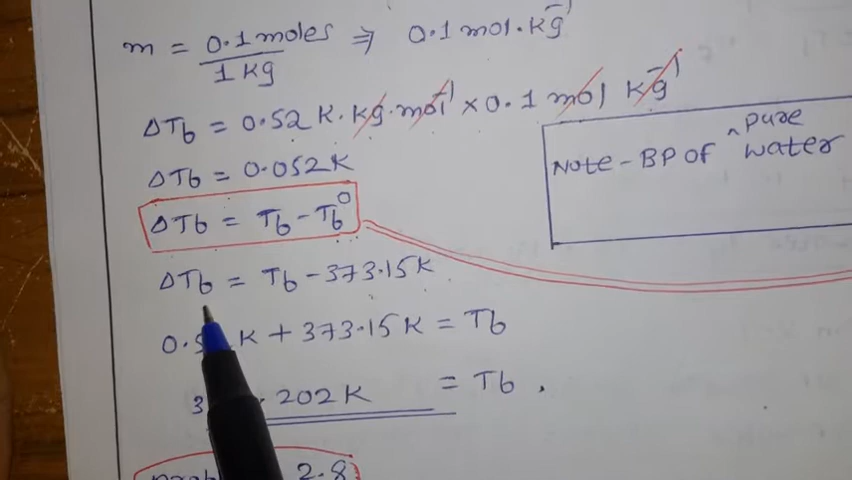 m = 0.1 moles / 1 kg ⇒ 0.1 mol. kg⁻¹
ΔTb = 0.52 K. kg. mol⁻¹ × 0.1 mol kg⁻¹
ΔTb = 0.052K
ΔTb = Tb - Tb⁰
Note - BP of ^ pure water
ΔTb = Tb - 373.15K
K + 373.15K = Tb
202K = Tb.
2.8